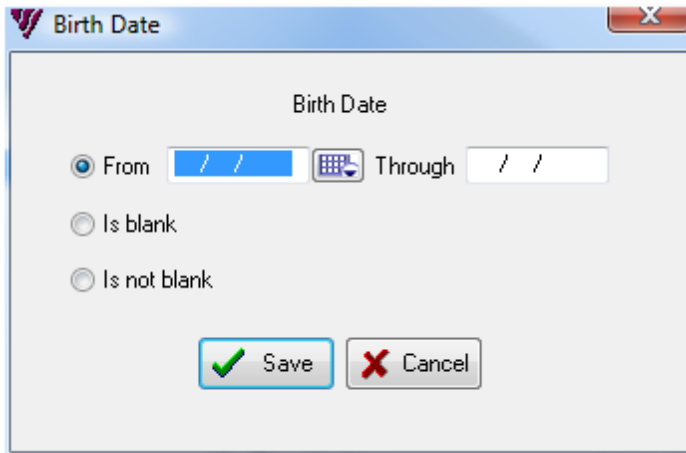 Birth Date
Birth Date
From / / Through / /
Is blank
Is not blank
Save Cancel